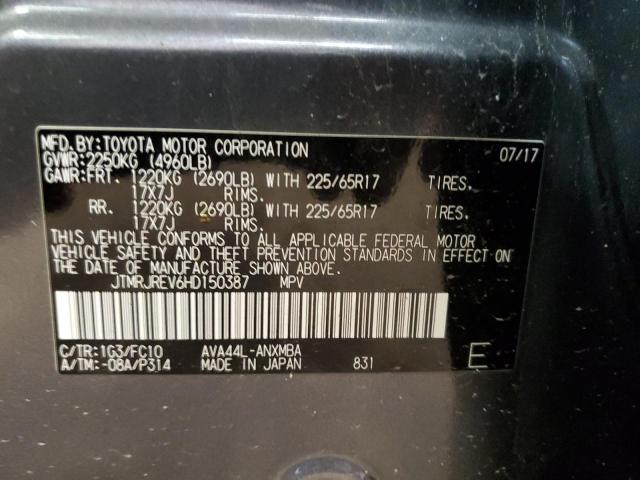 MFD.BY:TOYOTA MOTOR CORPORATION 07/17
GVWR:2250KG (4960LB)
GAWR:FRT. 1220KG (2690LB) WITH 225/65R17 TIRES,
17X7J RIMS.
RR. 1220KG (2690LB) WITH 225/65R17 TIRES,
17X7J RIMS.
THIS VEHICLE CONFORMS TO ALL APPLICABLE FEDERAL MOTOR
VEHICLE SAFETY AND THEFT PREVENTION STANDARDS IN EFFECT ON
THE DATE OF MANUFACTURE SHOWN ABOVE.
JTMRJREV6HD150387 MPV
C/TR:1G3/FC10 AVA44L-ANXMBA
A/TM:-08A/P314 MADE IN JAPAN 831 E